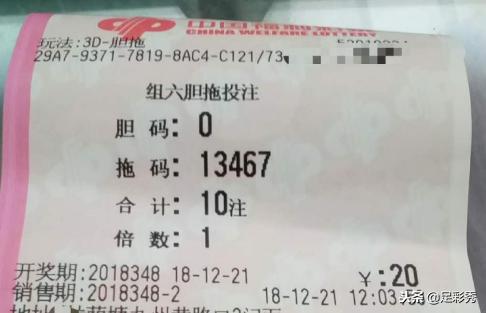 中国福利彩票
CHINA WELFARE LOTTERY
玩法:3D-胆拖
29A7-9371-7819-8AC4-C121/73
组六胆拖投注
胆码: 0
拖码: 13467
合计: 10注
倍数: 1
开奖期:2018348 18-12-21 ¥:20
销售期:2018348-2 18-12-21 12:03
头条 @足彩秀